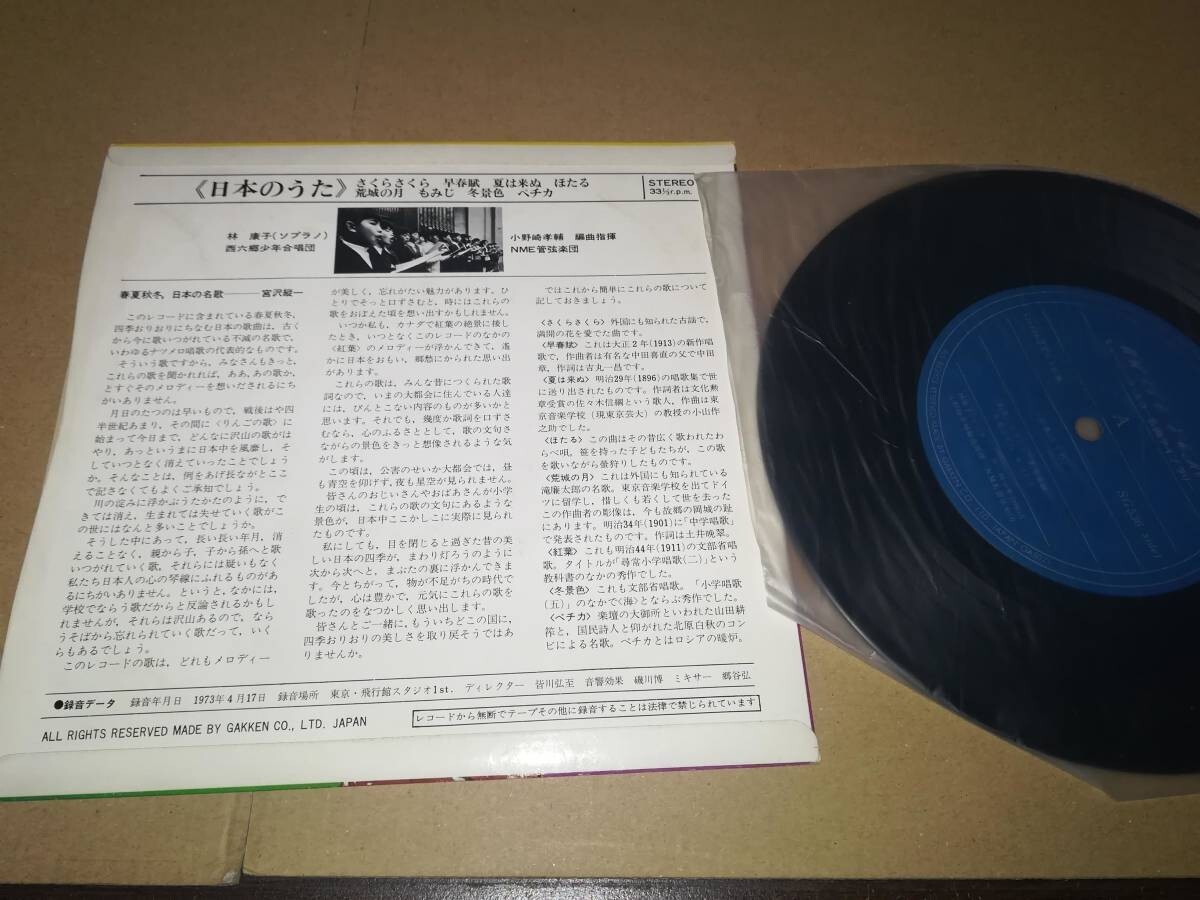 《日本のうた》
さくらさくら 早春賦 夏は来ぬ ほたる
荒城の月 もみじ 冬景色 ペチカ
STEREO
33⅓r.p.m.
林 康子(ソプラノ)
西六郷少年合唱団
小野崎孝輔 編曲指揮
NME管弦楽団
春夏秋冬,日本の名歌———宮沢縦一
このレコードに含まれている春夏秋冬,
四季おりおりにちなむ日本の歌曲は,古く
から今に歌いつがれている不滅の名歌で,
いわゆるナツメロ唱歌の代表的なものです。
そういう歌ですから,みなさんもきっと,
これらの歌を聞かれれば,ああ,あの歌か,
とすぐそのメロディーを想いだされるにち
がいありません。
月日のたつのは早いもので,戦後はや四
半世紀あまり,その間に〈りんごの歌〉に
始まって今日まで,どんなに沢山の歌がは
やり,あっというまに日本中を風靡し,そ
していつとなく消えていったことでしょう
か。そんなことは,例をあげ長ながとここ
で記さなくてもよくご承知でしょう。
川の淀みに浮かぶうたかたのように,で
きては消え,生まれては失せていく歌がこ
の世にはなんと多いことでしょうか。
そうした中にあって,長い長い年月,消
えることなく,親から子,子から孫へと歌
いつがれていく歌,それらには疑いもなく
私たち日本人の心の琴線にふれるものがあ
るにちがいありません。というと,なかには,
学校でならう歌だからと反論されるかもし
れませんが,それらは沢山あるので,なら
うそばから忘れられていく歌だって,いく
らもあるでしょう。
このレコードの歌は,どれもメロディー
が美しく,忘れがたい魅力があります。ひ
とりでそっと口ずさむと,時にはこれらの
歌をおぼえた頃を想い出すかもしれません。
いつか私も,カナダで紅葉の絶景に接し
たとき,いつとなくこのレコードのなかの
〈紅葉〉のメロディーが浮かんできて,遙
かに日本をおもい,郷愁にかられた思い出
があります。
これらの歌は,みんな昔につくられた歌
詞なので,いまの大都会に住んでいる人達
には,ぴんとこない内容のものが多いかと
思います。それでも,幾度か歌詞を口ずさ
むなら,心のふるさととして,歌の文句さ
ながらの景色をきっと想像されるような気
がします。
この頃は,公害のせいか大都会では,昼
も青空を仰げず,夜も星空が見られません。
皆さんのおじいさんやおばあさんが小学
生の頃は,これらの歌の文句にあるような
景色が,日本中ここかしこに実際に見られ
たものです。
私にしても,目を閉じると過ぎた昔の美
しい日本の四季が,まわり灯ろうのように
次から次へと,まぶたの裏に浮かんできま
す。今とちがって,物が不足がちの時代で
したが,心は豊かで,元気にこれらの歌を
歌ったのをなつかしく思い出します。
皆さんとご一緒に,もういちどこの国に,
四季おりおりの美しさを取り戻そうではあ
りませんか。
ではこれから簡単にこれらの歌について
記しておきましょう。
〈さくらさくら〉外国にも知られた古謡で,
満開の花を愛でた曲です。
〈早春賦〉これは大正2年(1913)の新作唱
歌で,作曲者は有名な中田喜直の父で中田
章,作詞は吉丸一昌です。
〈夏は来ぬ〉明治29年(1896)の唱歌集で世
に送り出されたものです。作詞者は文化勲
章受賞の佐々木信綱という歌人,作曲は東
京音楽学校(現東京芸大)の教授の小山作
之助でした。
〈ほたる〉この曲はその昔広く歌われたわ
らべ唄。笹を持った子どもたちが,この歌
を歌いながら蛍狩りしたものです。
〈荒城の月〉これは外国にも知られている
滝廉太郎の名歌。東京音楽学校を出てドイ
ツに留学し,惜しくも若くして世を去った
この作曲者の彫像は,今も故郷の岡城の趾
にあります。明治34年(1901)に「中学唱歌」
で発表されたものです。作詞は土井晩翠。
〈紅葉〉これも明治44年(1911)の文部省唱
歌。タイトルが「尋常小学唱歌(二)」という
教科書のなかの秀作でした。
〈冬景色〉これも文部省唱歌。「小学唱歌
(五)」のなかで〈海〉とならぶ秀作でした。
〈ペチカ〉楽壇の大御所といわれた山田耕
筰と,国民詩人と仰がれた北原白秋のコン
ビによる名歌。ペチカとはロシアの暖炉。
●録音データ 録音年月日 1973年4月17日 録音場所 東京・飛行館スタジオ1st. ディレクター 皆川弘至 音響効果 磯川博 ミキサー 郷谷弘
ALL RIGHTS RESERVED MADE BY GAKKEN CO., LTD. JAPAN
レコードから無断でテープその他に録音することは法律で禁じられています
A